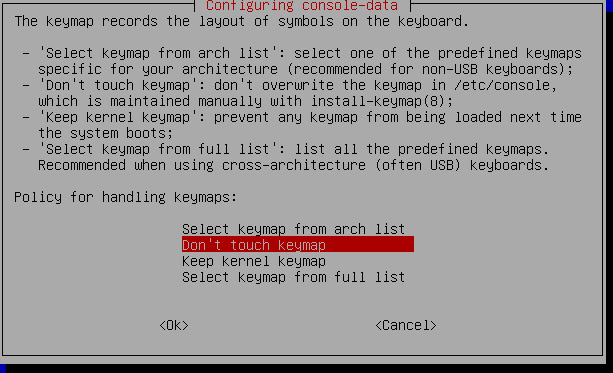 Configuring console-data
The keymap records the layout of symbols on the keyboard.
- 'Select keymap from arch list': select one of the predefined keymaps
specific for your architecture (recommended for non-USB keyboards);
- 'Don't touch keymap': don't overwrite the keymap in /etc/console,
which is maintained manually with install-keymap(8);
- 'Keep kernel keymap': prevent any keymap from being loaded next time
the system boots;
- 'Select keymap from full list': list all the predefined keymaps.
Recommended when using cross-architecture (often USB) keyboards.
Policy for handling keymaps:
Select keymap from arch list
Don't touch keymap
Keep kernel keymap
Select keymap from full list
<Ok> <Cancel>